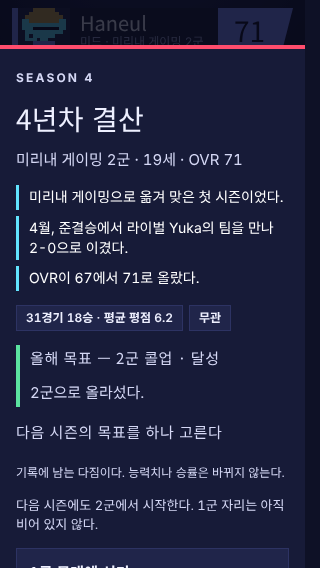 Haneul
미드 · 미리내 게이밍 2군
71
SEASON 4
4년차 결산
미리내 게이밍 2군 · 19세 · OVR 71
미리내 게이밍으로 옮겨 맞은 첫 시즌이었다.
4월, 준결승에서 라이벌 Yuka의 팀을 만나
2-0으로 이겼다.
OVR이 67에서 71로 올랐다.
31경기 18승 · 평균 평점 6.2
무관
올해 목표 — 2군 콜업 · 달성
2군으로 올라섰다.
다음 시즌의 목표를 하나 고른다
기록에 남는 다짐이다. 능력치나 승률은 바뀌지 않는다.
다음 시즌에도 2군에서 시작한다. 1군 자리는 아직
비어 있지 않다.